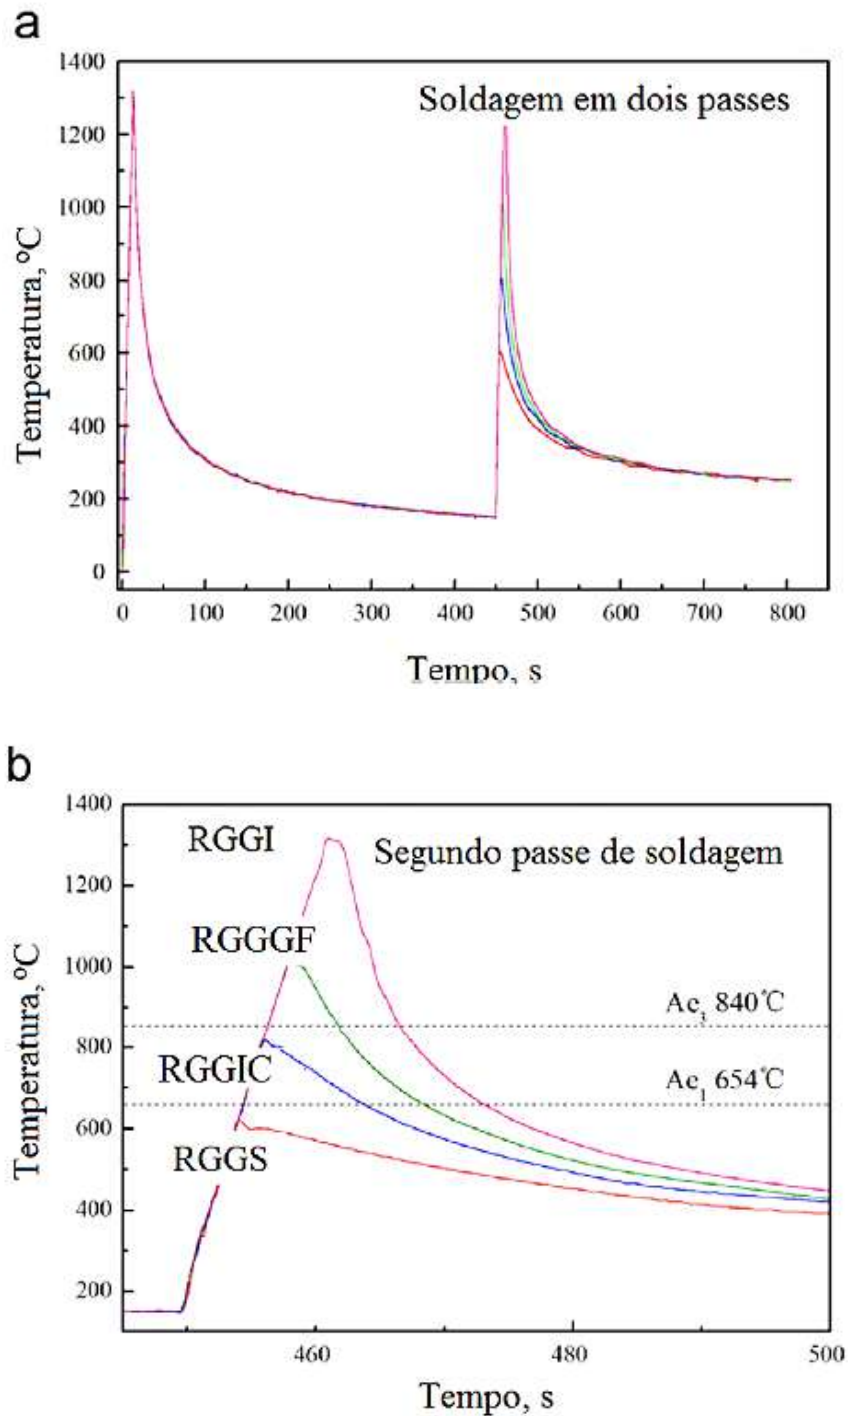 a
Soldagem em dois passes
Temperatura, ºC
1400
1200
1000
800
600
400
200
0
0 100 200 300 400 500 600 700 800
Tempo, s
b
Segundo passe de soldagem
Temperatura, ºC
1400
1200
1000
800
600
400
200
RGGI
RGGGF
Ae₃ 840℃
RGGIC
Ae₁ 654℃
RGGS
460 480 500
Tempo, s